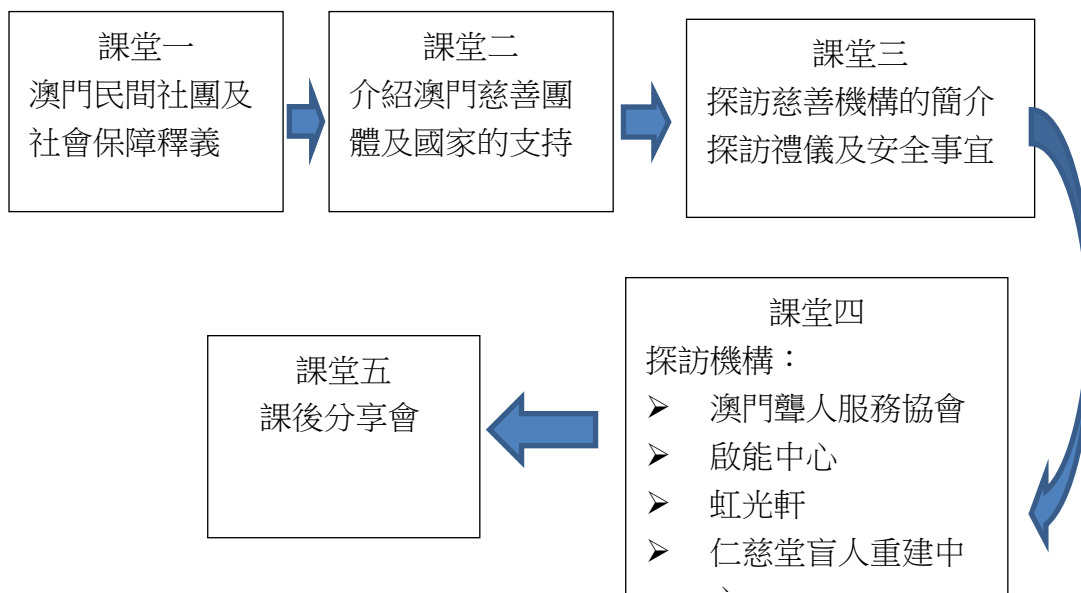 課堂一
澳門民間社團及
社會保障釋義
課堂二
介紹澳門慈善團
體及國家的支持
課堂三
探訪慈善機構的簡介
探訪禮儀及安全事宜
課堂四
探訪機構：
➢ 澳門聾人服務協會
➢ 啟能中心
➢ 虹光軒
➢ 仁慈堂盲人重建中
課堂五
課後分享會